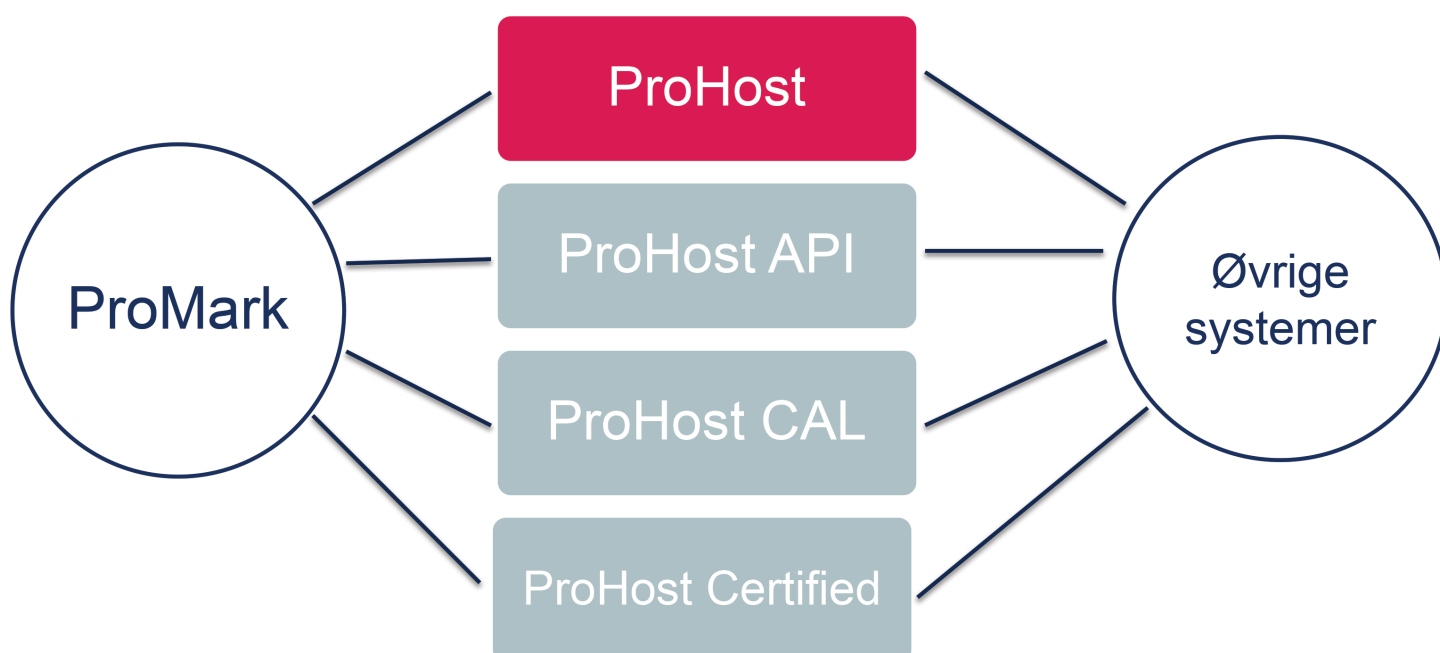 ProHost
ProHost API
ProMark
Øvrige
systemer
ProHost CAL
ProHost Certified